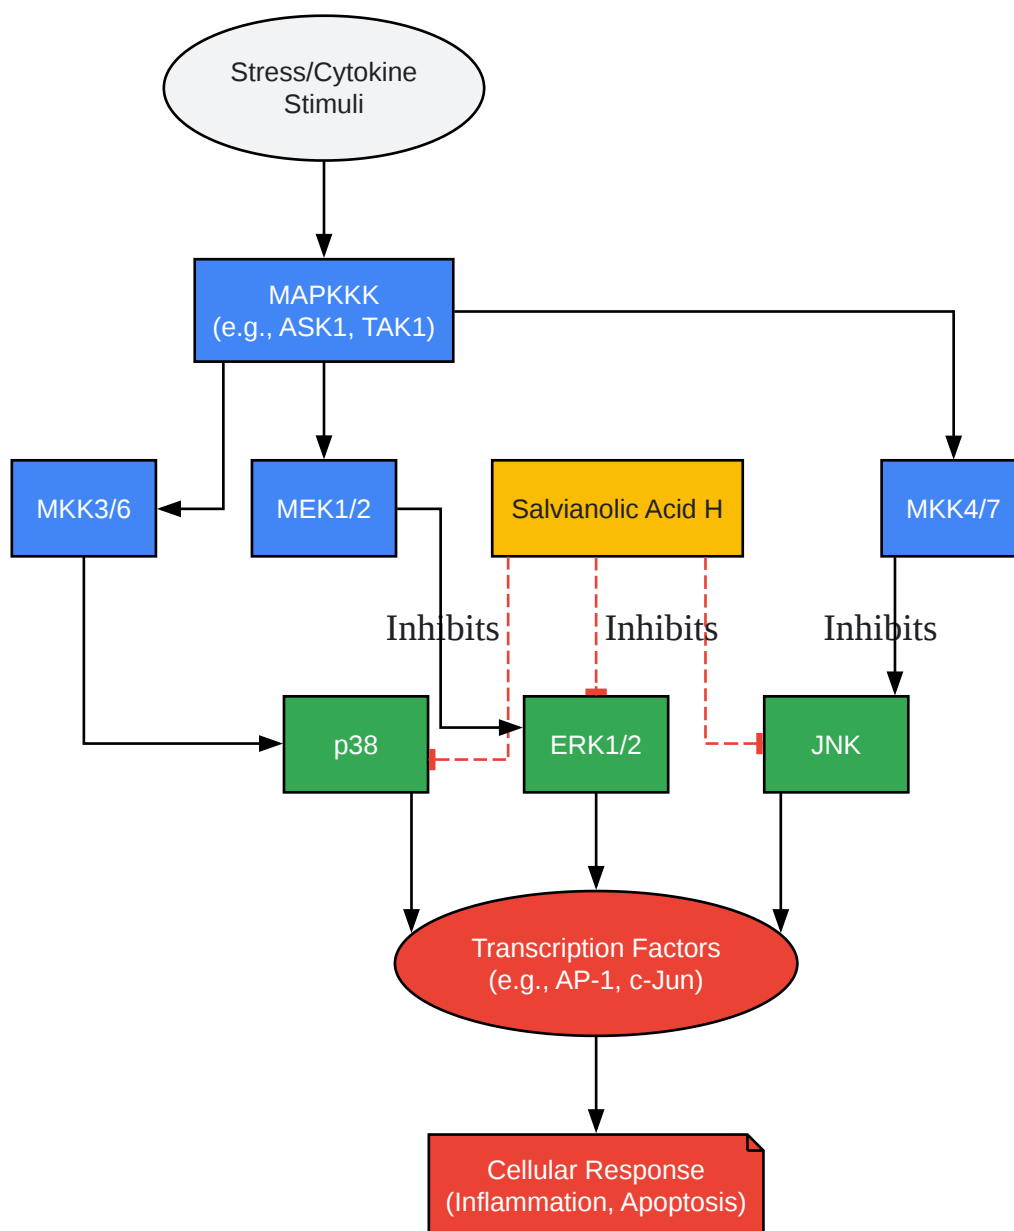 Stress/Cytokine
Stimuli
MAPKKK
(e.g., ASK1, TAK1)
MKK3/6
MEK1/2
Salvianolic Acid H
MKK4/7
Inhibits
Inhibits
Inhibits
p38
ERK1/2
JNK
Transcription Factors
(e.g., AP-1, c-Jun)
Cellular Response
(Inflammation, Apoptosis)